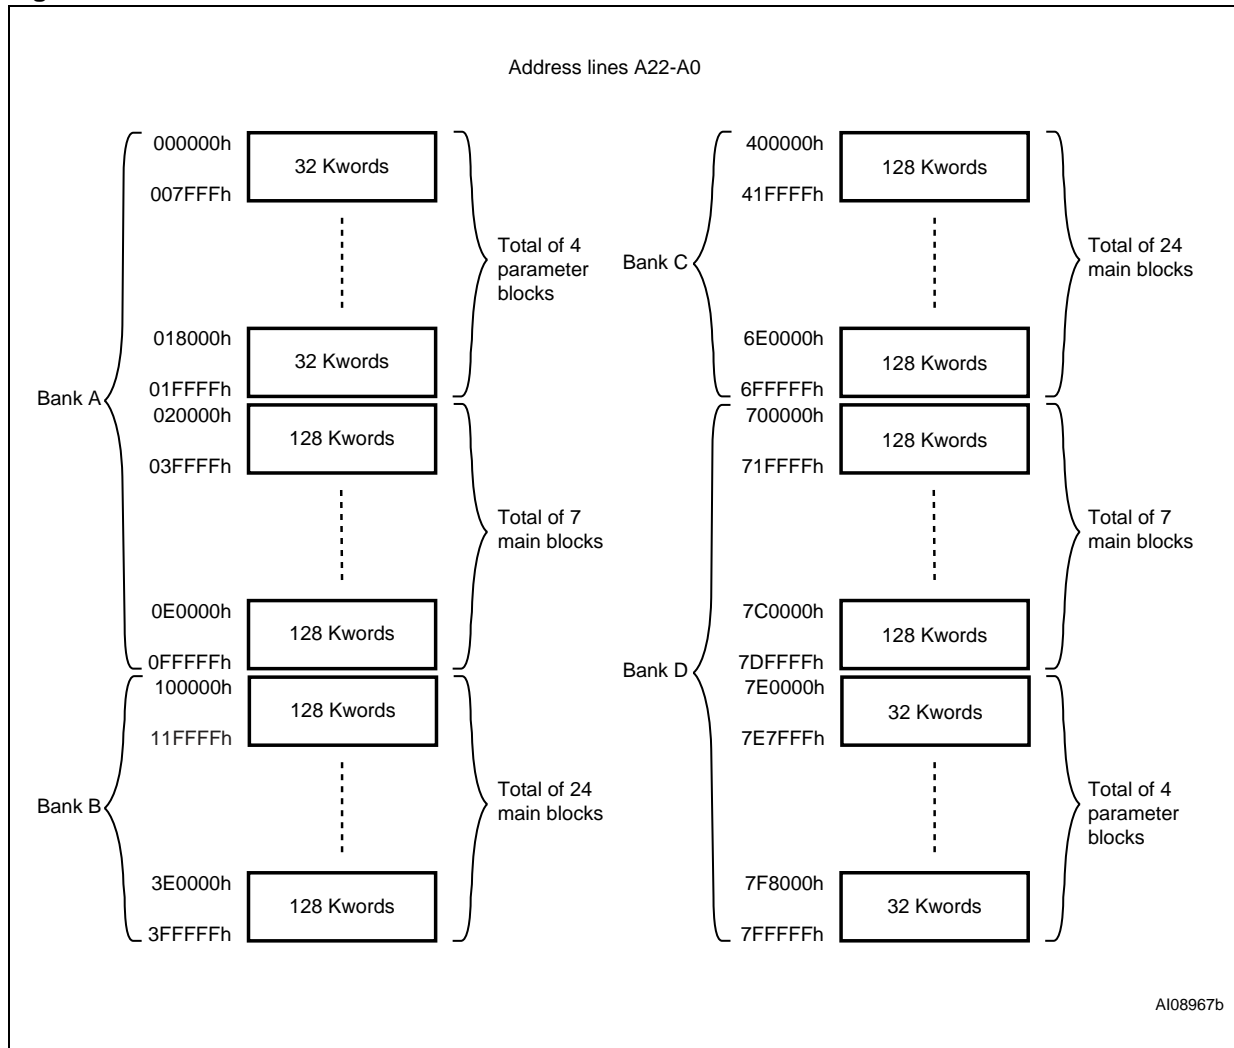 Address lines A22-A0
Bank A
000000h
32 Kwords
007FFFh
Total of 4
parameter
blocks
018000h
32 Kwords
01FFFFh
020000h
128 Kwords
03FFFFh
Total of 7
main blocks
0E0000h
128 Kwords
0FFFFFh
Bank B
100000h
128 Kwords
11FFFFh
Total of 24
main blocks
3E0000h
128 Kwords
3FFFFFh
Bank C
400000h
128 Kwords
41FFFFh
Total of 24
main blocks
6E0000h
128 Kwords
6FFFFFh
Bank D
700000h
128 Kwords
71FFFFh
Total of 7
main blocks
7C0000h
128 Kwords
7DFFFFh
7E0000h
32 Kwords
7E7FFFh
Total of 4
parameter
blocks
7F8000h
32 Kwords
7FFFFFh
AI08967b